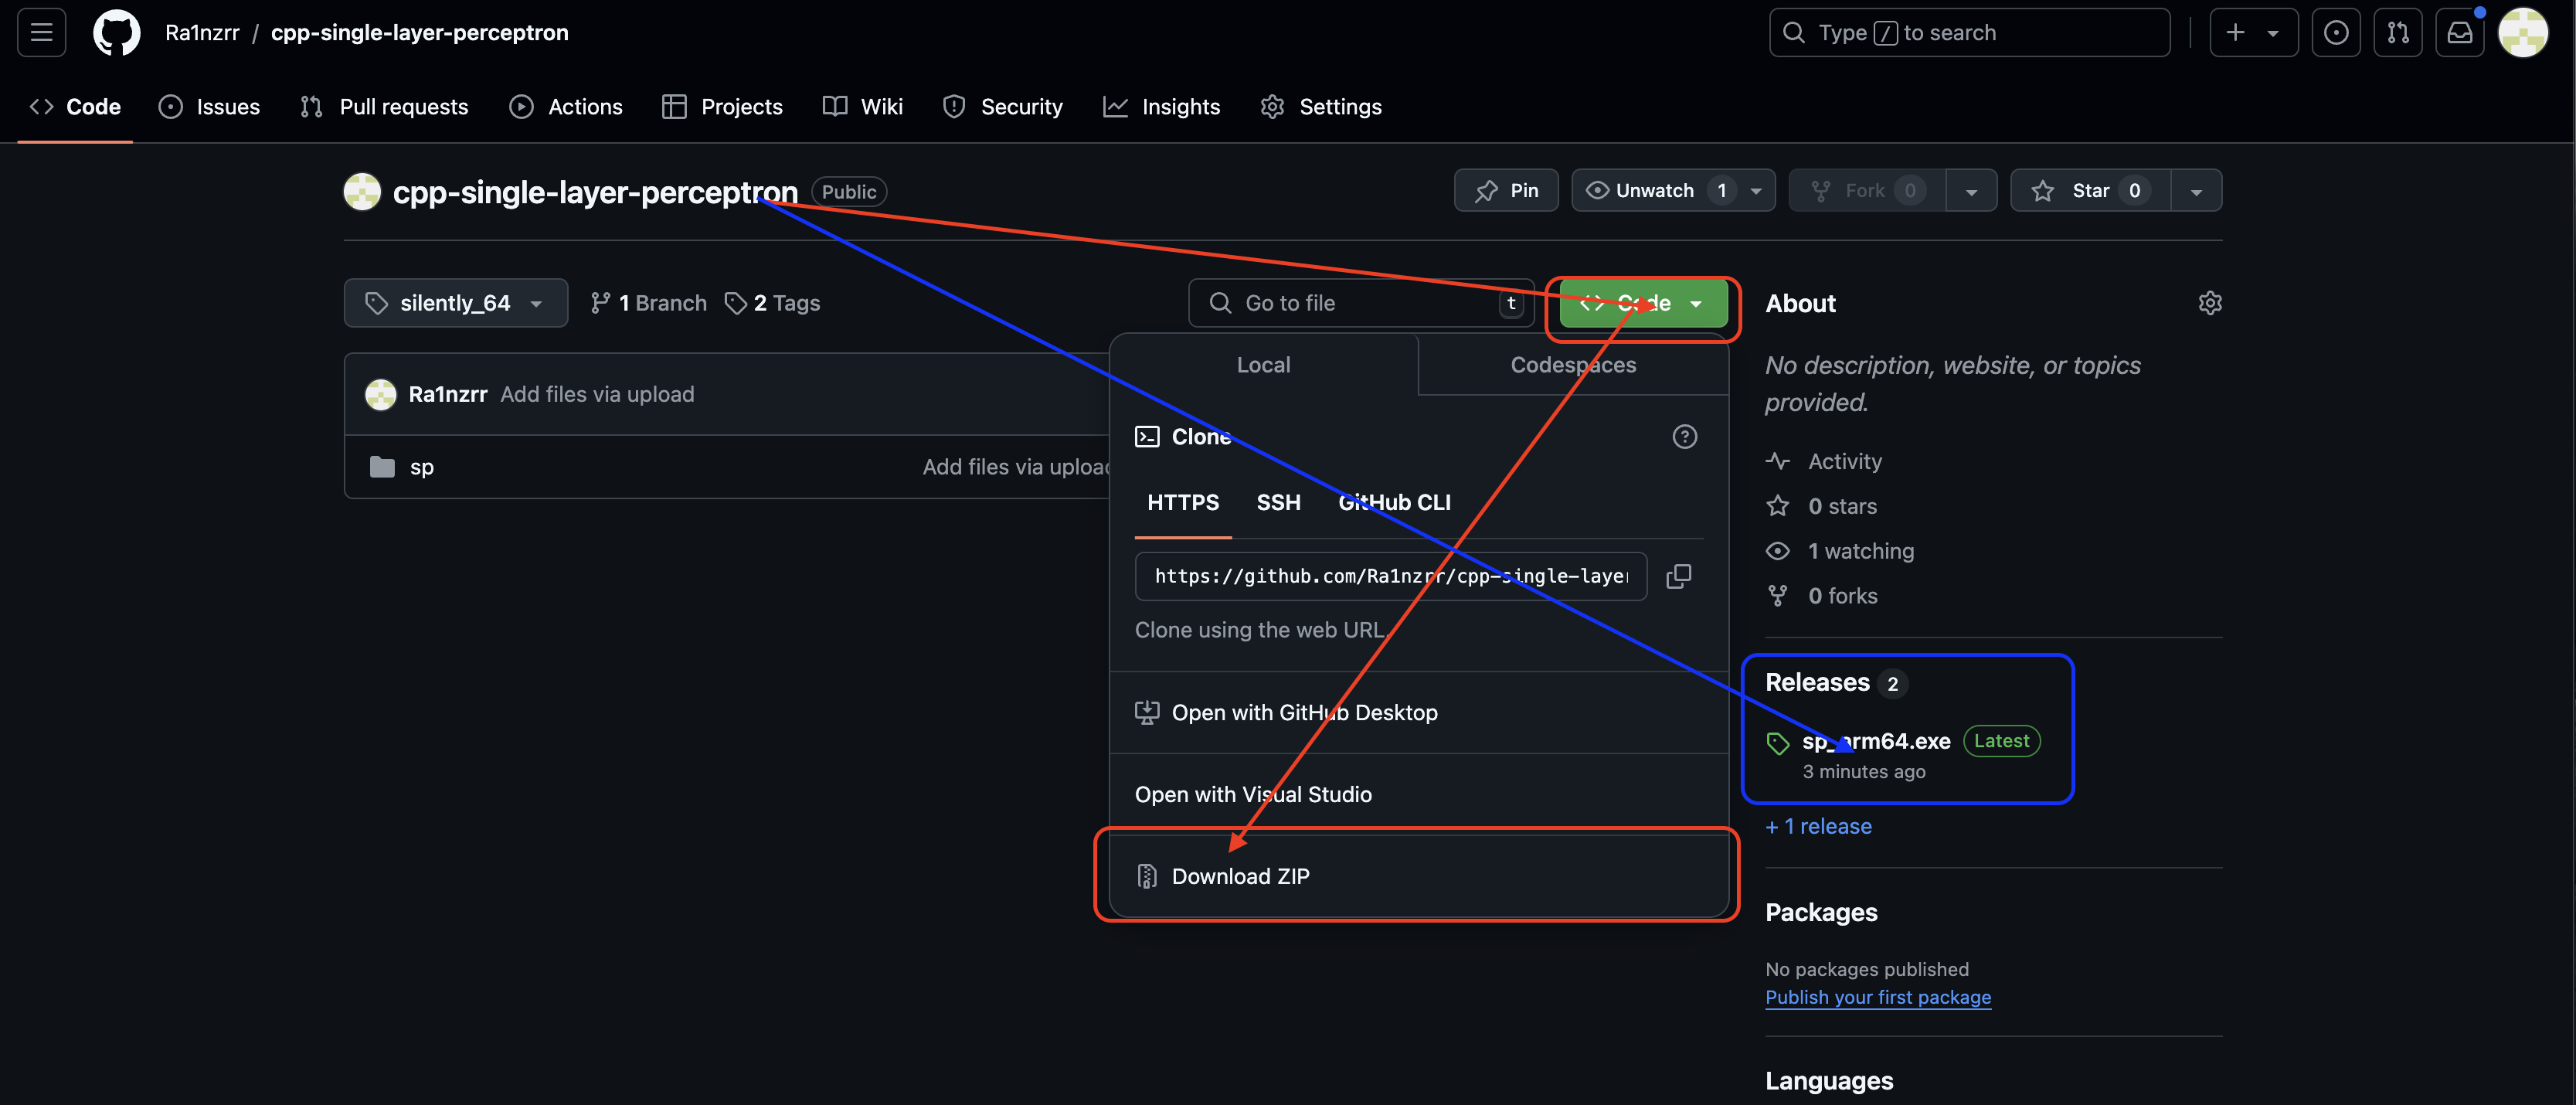 Ra1nzrr / cpp-single-layer-perceptron
Type / to search
Code
Issues
Pull requests
Actions
Projects
Wiki
Security
Insights
Settings
cpp-single-layer-perceptron
Public
Pin
Unwatch 1
Fork 0
Star 0
silently_64
1 Branch
2 Tags
Go to file
t
Code
Local
Codespaces
Ra1nzrr Add files via upload
sp
Add files via upload
Clone
HTTPS
SSH
GitHub CLI
https://github.com/Ra1nzrr/cpp-single-layer
Clone using the web URL.
Open with GitHub Desktop
Open with Visual Studio
Download ZIP
About
No description, website, or topics
provided.
Activity
0 stars
1 watching
0 forks
Releases 2
sp_arm64.exe Latest
3 minutes ago
+ 1 release
Packages
No packages published
Publish your first package
Languages